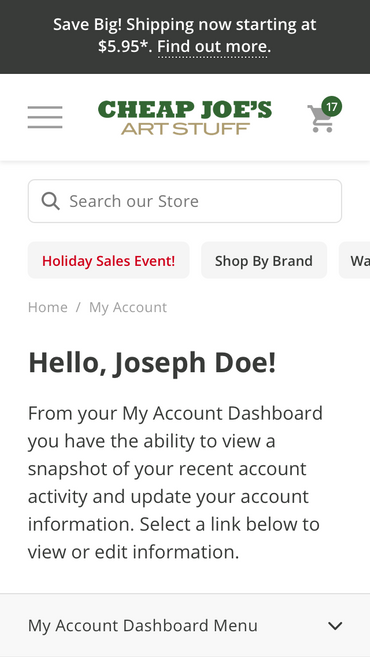 Save Big! Shipping now starting at
$5.95*. Find out more.
17
CHEAP JOE'S
ART STUFF
Search our Store
Holiday Sales Event!
Shop By Brand
Wa
Home / My Account
Hello, Joseph Doe!
From your My Account Dashboard
you have the ability to view a
snapshot of your recent account
activity and update your account
information. Select a link below to
view or edit information.
My Account Dashboard Menu